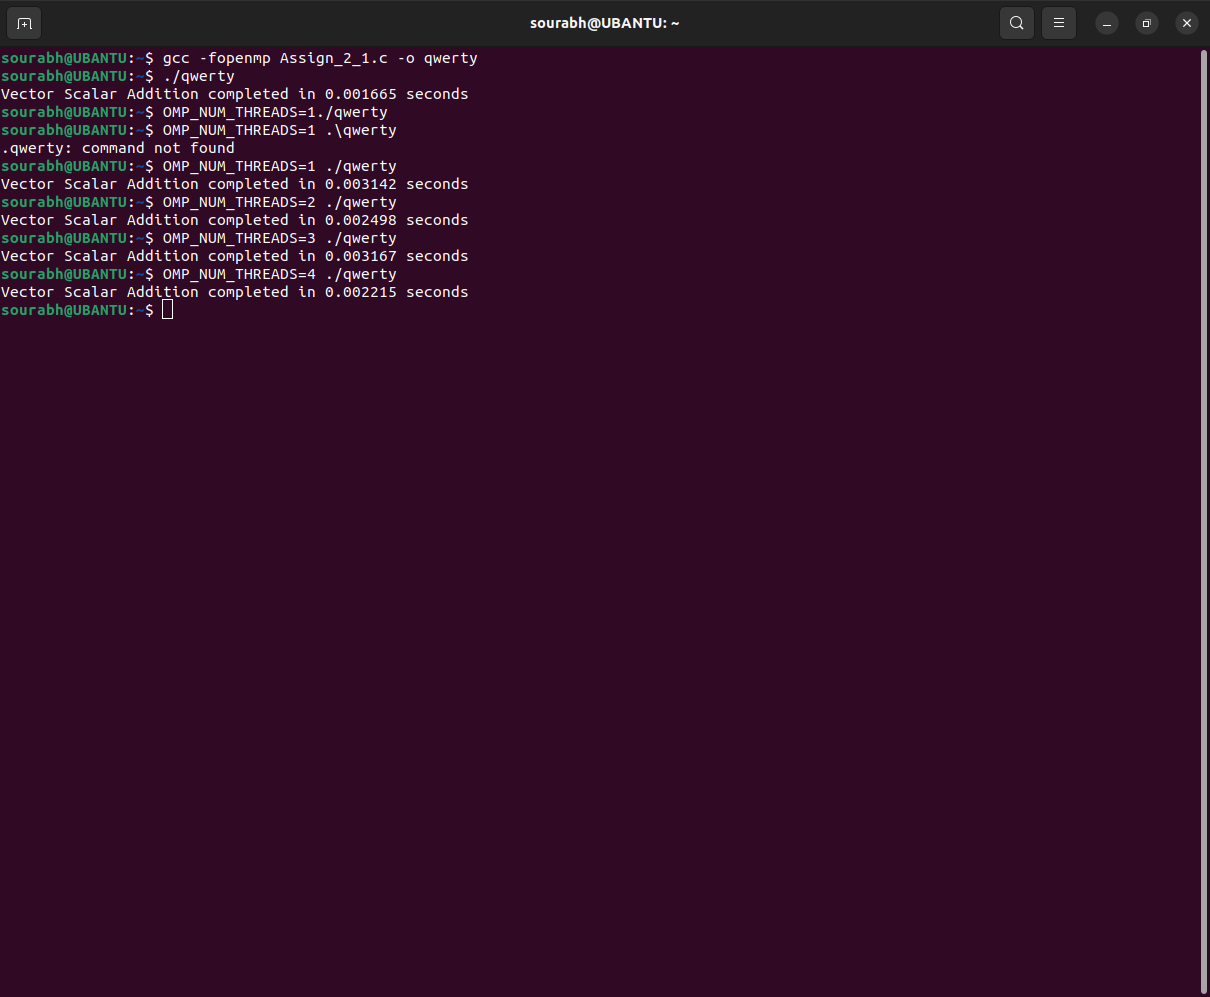 sourabh@UBANTU: ~
sourabh@UBANTU:~$ gcc -fopenmp Assign_2_1.c -o qwerty
sourabh@UBANTU:~$ ./qwerty
Vector Scalar Addition completed in 0.001665 seconds
sourabh@UBANTU:~$ OMP_NUM_THREADS=1./qwerty
sourabh@UBANTU:~$ OMP_NUM_THREADS=1 .\qwerty
.qwerty: command not found
sourabh@UBANTU:~$ OMP_NUM_THREADS=1 ./qwerty
Vector Scalar Addition completed in 0.003142 seconds
sourabh@UBANTU:~$ OMP_NUM_THREADS=2 ./qwerty
Vector Scalar Addition completed in 0.002498 seconds
sourabh@UBANTU:~$ OMP_NUM_THREADS=3 ./qwerty
Vector Scalar Addition completed in 0.003167 seconds
sourabh@UBANTU:~$ OMP_NUM_THREADS=4 ./qwerty
Vector Scalar Addition completed in 0.002215 seconds
sourabh@UBANTU:~$